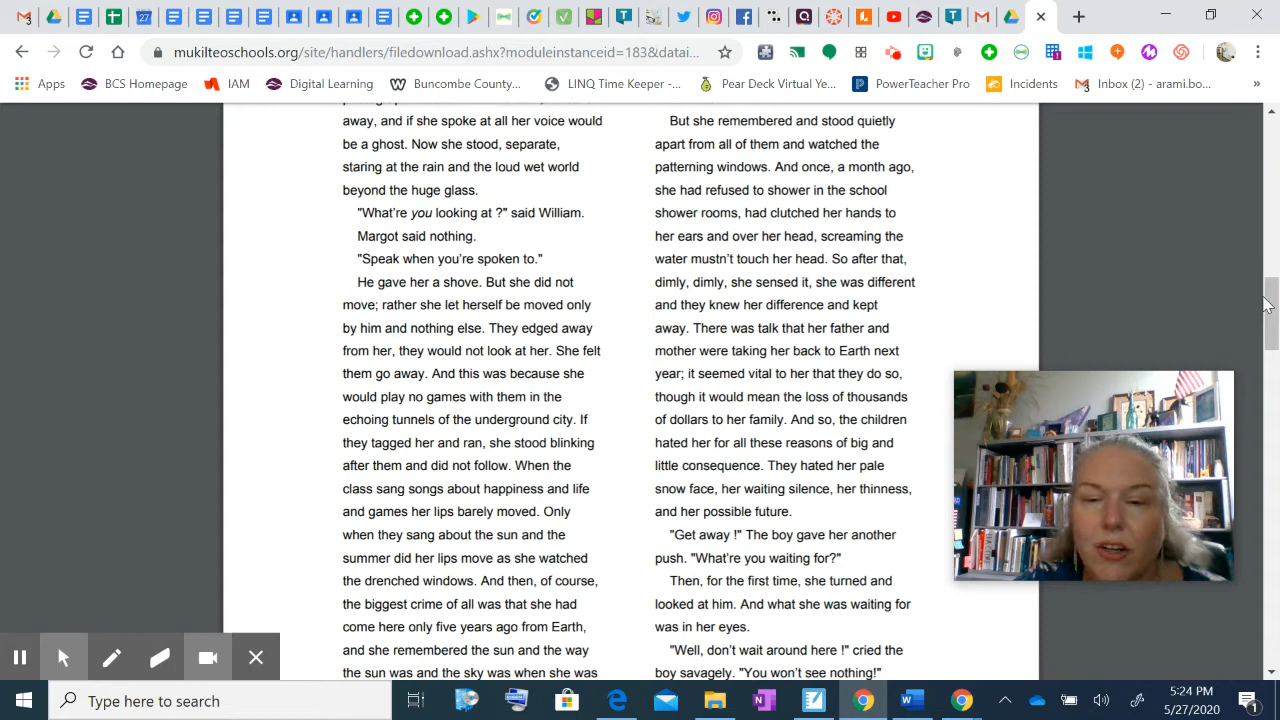 27
mukilteoschools.org/site/handlers/filedownload.ashx?moduleinstanceid=183&datai...
Apps
BCS Homepage
IAM
Digital Learning
Buncombe County...
LINQ Time Keeper -...
Pear Deck Virtual Ye...
PowerTeacher Pro
Incidents
Inbox (2) - arami.bo...
»
away, and if she spoke at all her voice would
be a ghost. Now she stood, separate,
staring at the rain and the loud wet world
beyond the huge glass.
"What're you looking at ?" said William.
Margot said nothing.
"Speak when you're spoken to."
He gave her a shove. But she did not
move; rather she let herself be moved only
by him and nothing else. They edged away
from her, they would not look at her. She felt
them go away. And this was because she
would play no games with them in the
echoing tunnels of the underground city. If
they tagged her and ran, she stood blinking
after them and did not follow. When the
class sang songs about happiness and life
and games her lips barely moved. Only
when they sang about the sun and the
summer did her lips move as she watched
the drenched windows. And then, of course,
the biggest crime of all was that she had
come here only five years ago from Earth,
and she remembered the sun and the way
the sun was and the sky was when she was
But she remembered and stood quietly
apart from all of them and watched the
patterning windows. And once, a month ago,
she had refused to shower in the school
shower rooms, had clutched her hands to
her ears and over her head, screaming the
water mustn't touch her head. So after that,
dimly, dimly, she sensed it, she was different
and they knew her difference and kept
away. There was talk that her father and
mother were taking her back to Earth next
year; it seemed vital to her that they do so,
though it would mean the loss of thousands
of dollars to her family. And so, the children
hated her for all these reasons of big and
little consequence. They hated her pale
snow face, her waiting silence, her thinness,
and her possible future.
"Get away !" The boy gave her another
push. "What're you waiting for?"
Then, for the first time, she turned and
looked at him. And what she was waiting for
was in her eyes.
"Well, don't wait around here !" cried the
boy savagely. "You won't see nothing!"
Type here to search
5:24 PM
5/27/2020